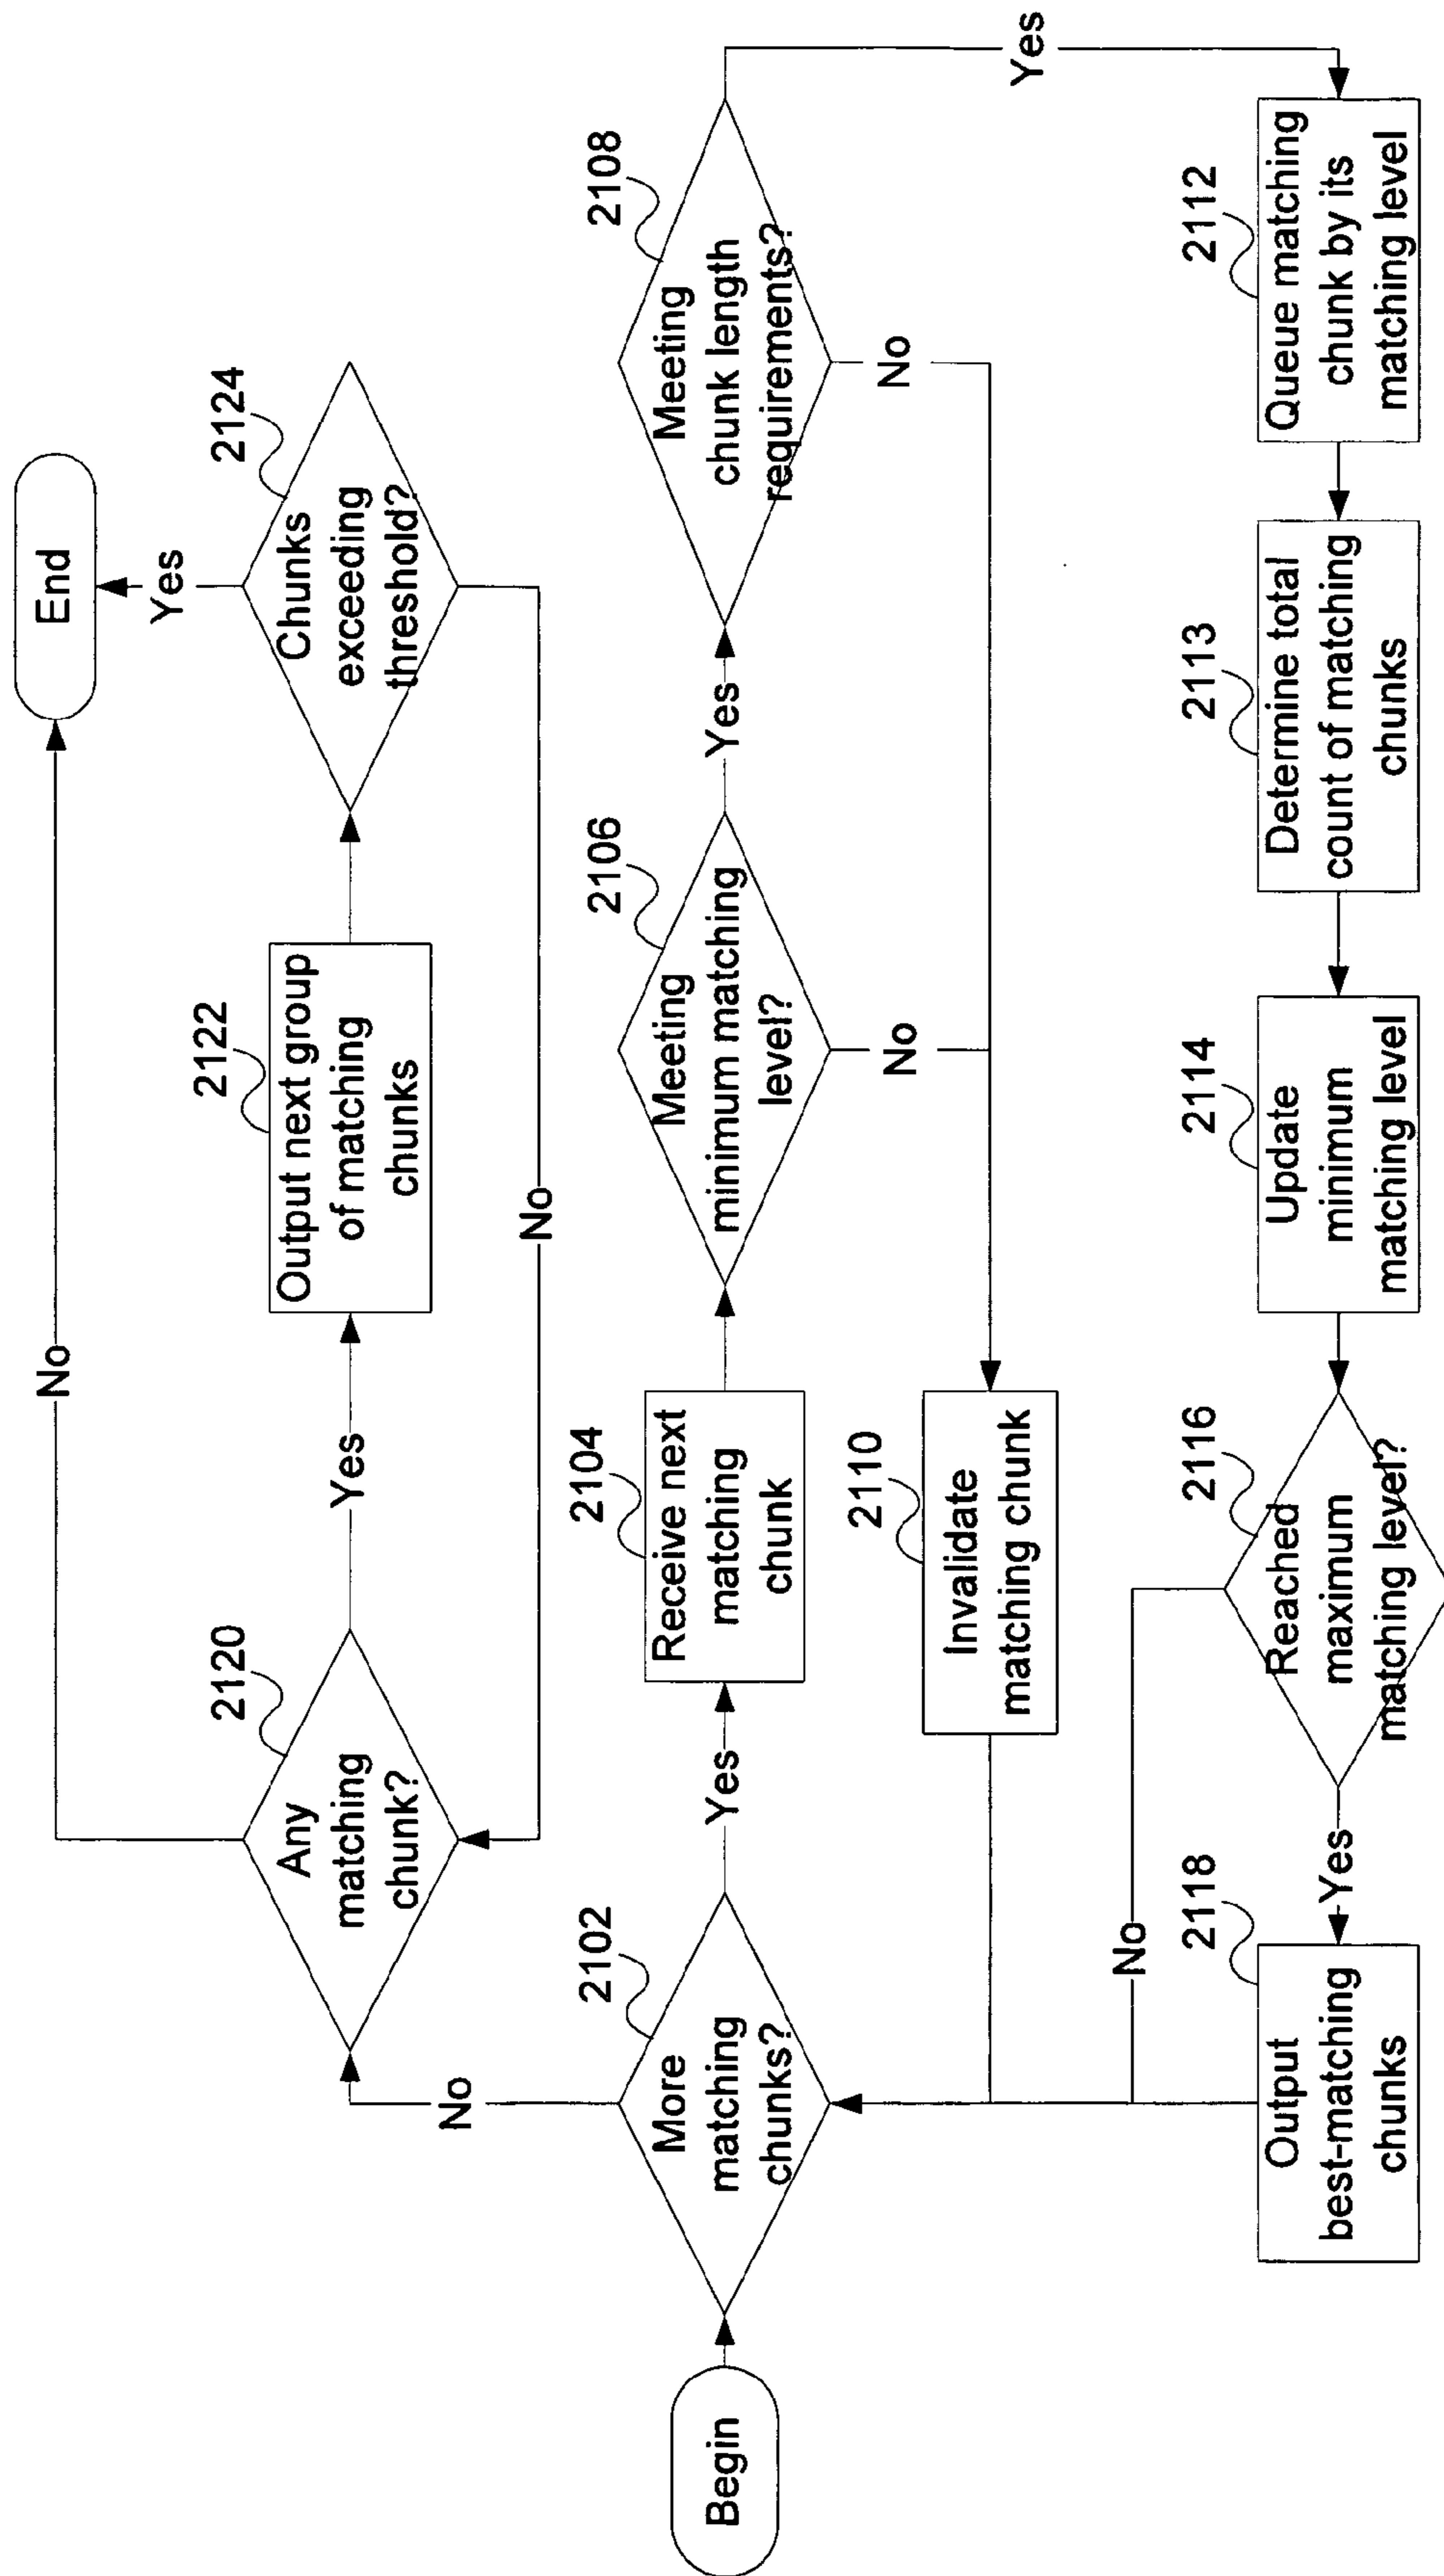 No
End
Yes
2120
Any
matching
chunk?
Yes
2122
Output next group
of matching
chunks
2124
Chunks
exceeding
threshold?
No
No
Begin
2102
More
matching
chunks?
Yes
2104
Receive next
matching
chunk
2106
Meeting
minimum matching
level?
Yes
2108
Meeting
chunk length
requirements?
No
No
2110
Invalidate
matching chunk
Yes
No
2118
Output
best-matching
chunks
Yes
2116
Reached
maximum
matching level?
2114
Update
minimum
matching level
2113
Determine total
count of matching
chunks
2112
Queue matching
chunk by its
matching level